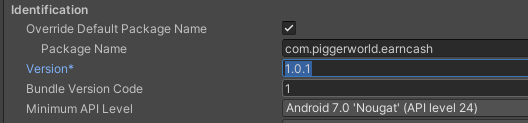 Identification
Override Default Package Name
Package Name com.piggerworld.earncash
Version* 1.0.1
Bundle Version Code 1
Minimum API Level Android 7.0 'Nougat' (API level 24)